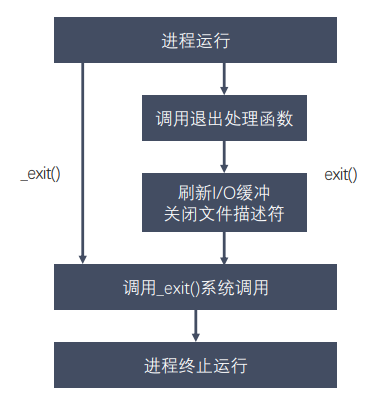 进程运行
调用退出处理函数
_exit()
exit()
刷新I/O缓冲
关闭文件描述符
调用_exit()系统调用
进程终止运行